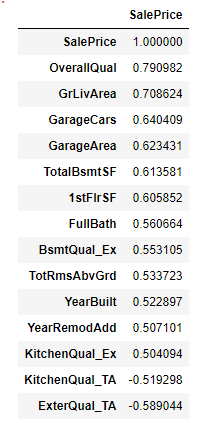 SalePrice
SalePrice 1.000000
OverallQual 0.790982
GrLivArea 0.708624
GarageCars 0.640409
GarageArea 0.623431
TotalBsmtSF 0.613581
1stFlrSF 0.605852
FullBath 0.560664
BsmtQual_Ex 0.553105
TotRmsAbvGrd 0.533723
YearBuilt 0.522897
YearRemodAdd 0.507101
KitchenQual_Ex 0.504094
KitchenQual_TA -0.519298
ExterQual_TA -0.589044